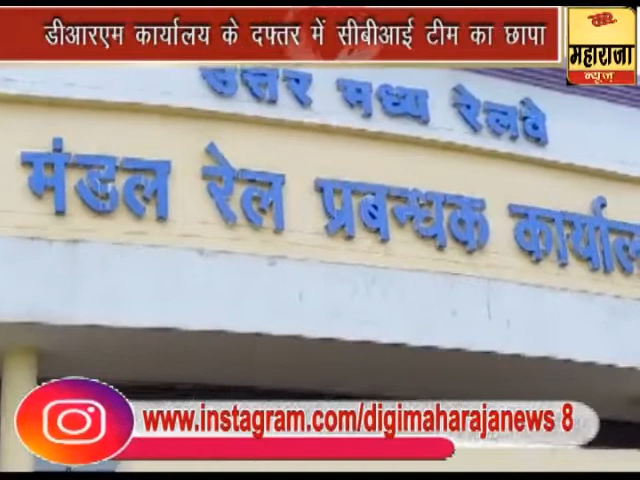 डीआरएम कार्यालय के दफ्तर में सीबीआई टीम का छापा
महाराजा
न्यूज़
उत्तर मध्य रेलवे
मंडल रेल प्रबन्धक कार्याल
www.instagram.com/digimaharajanews 8